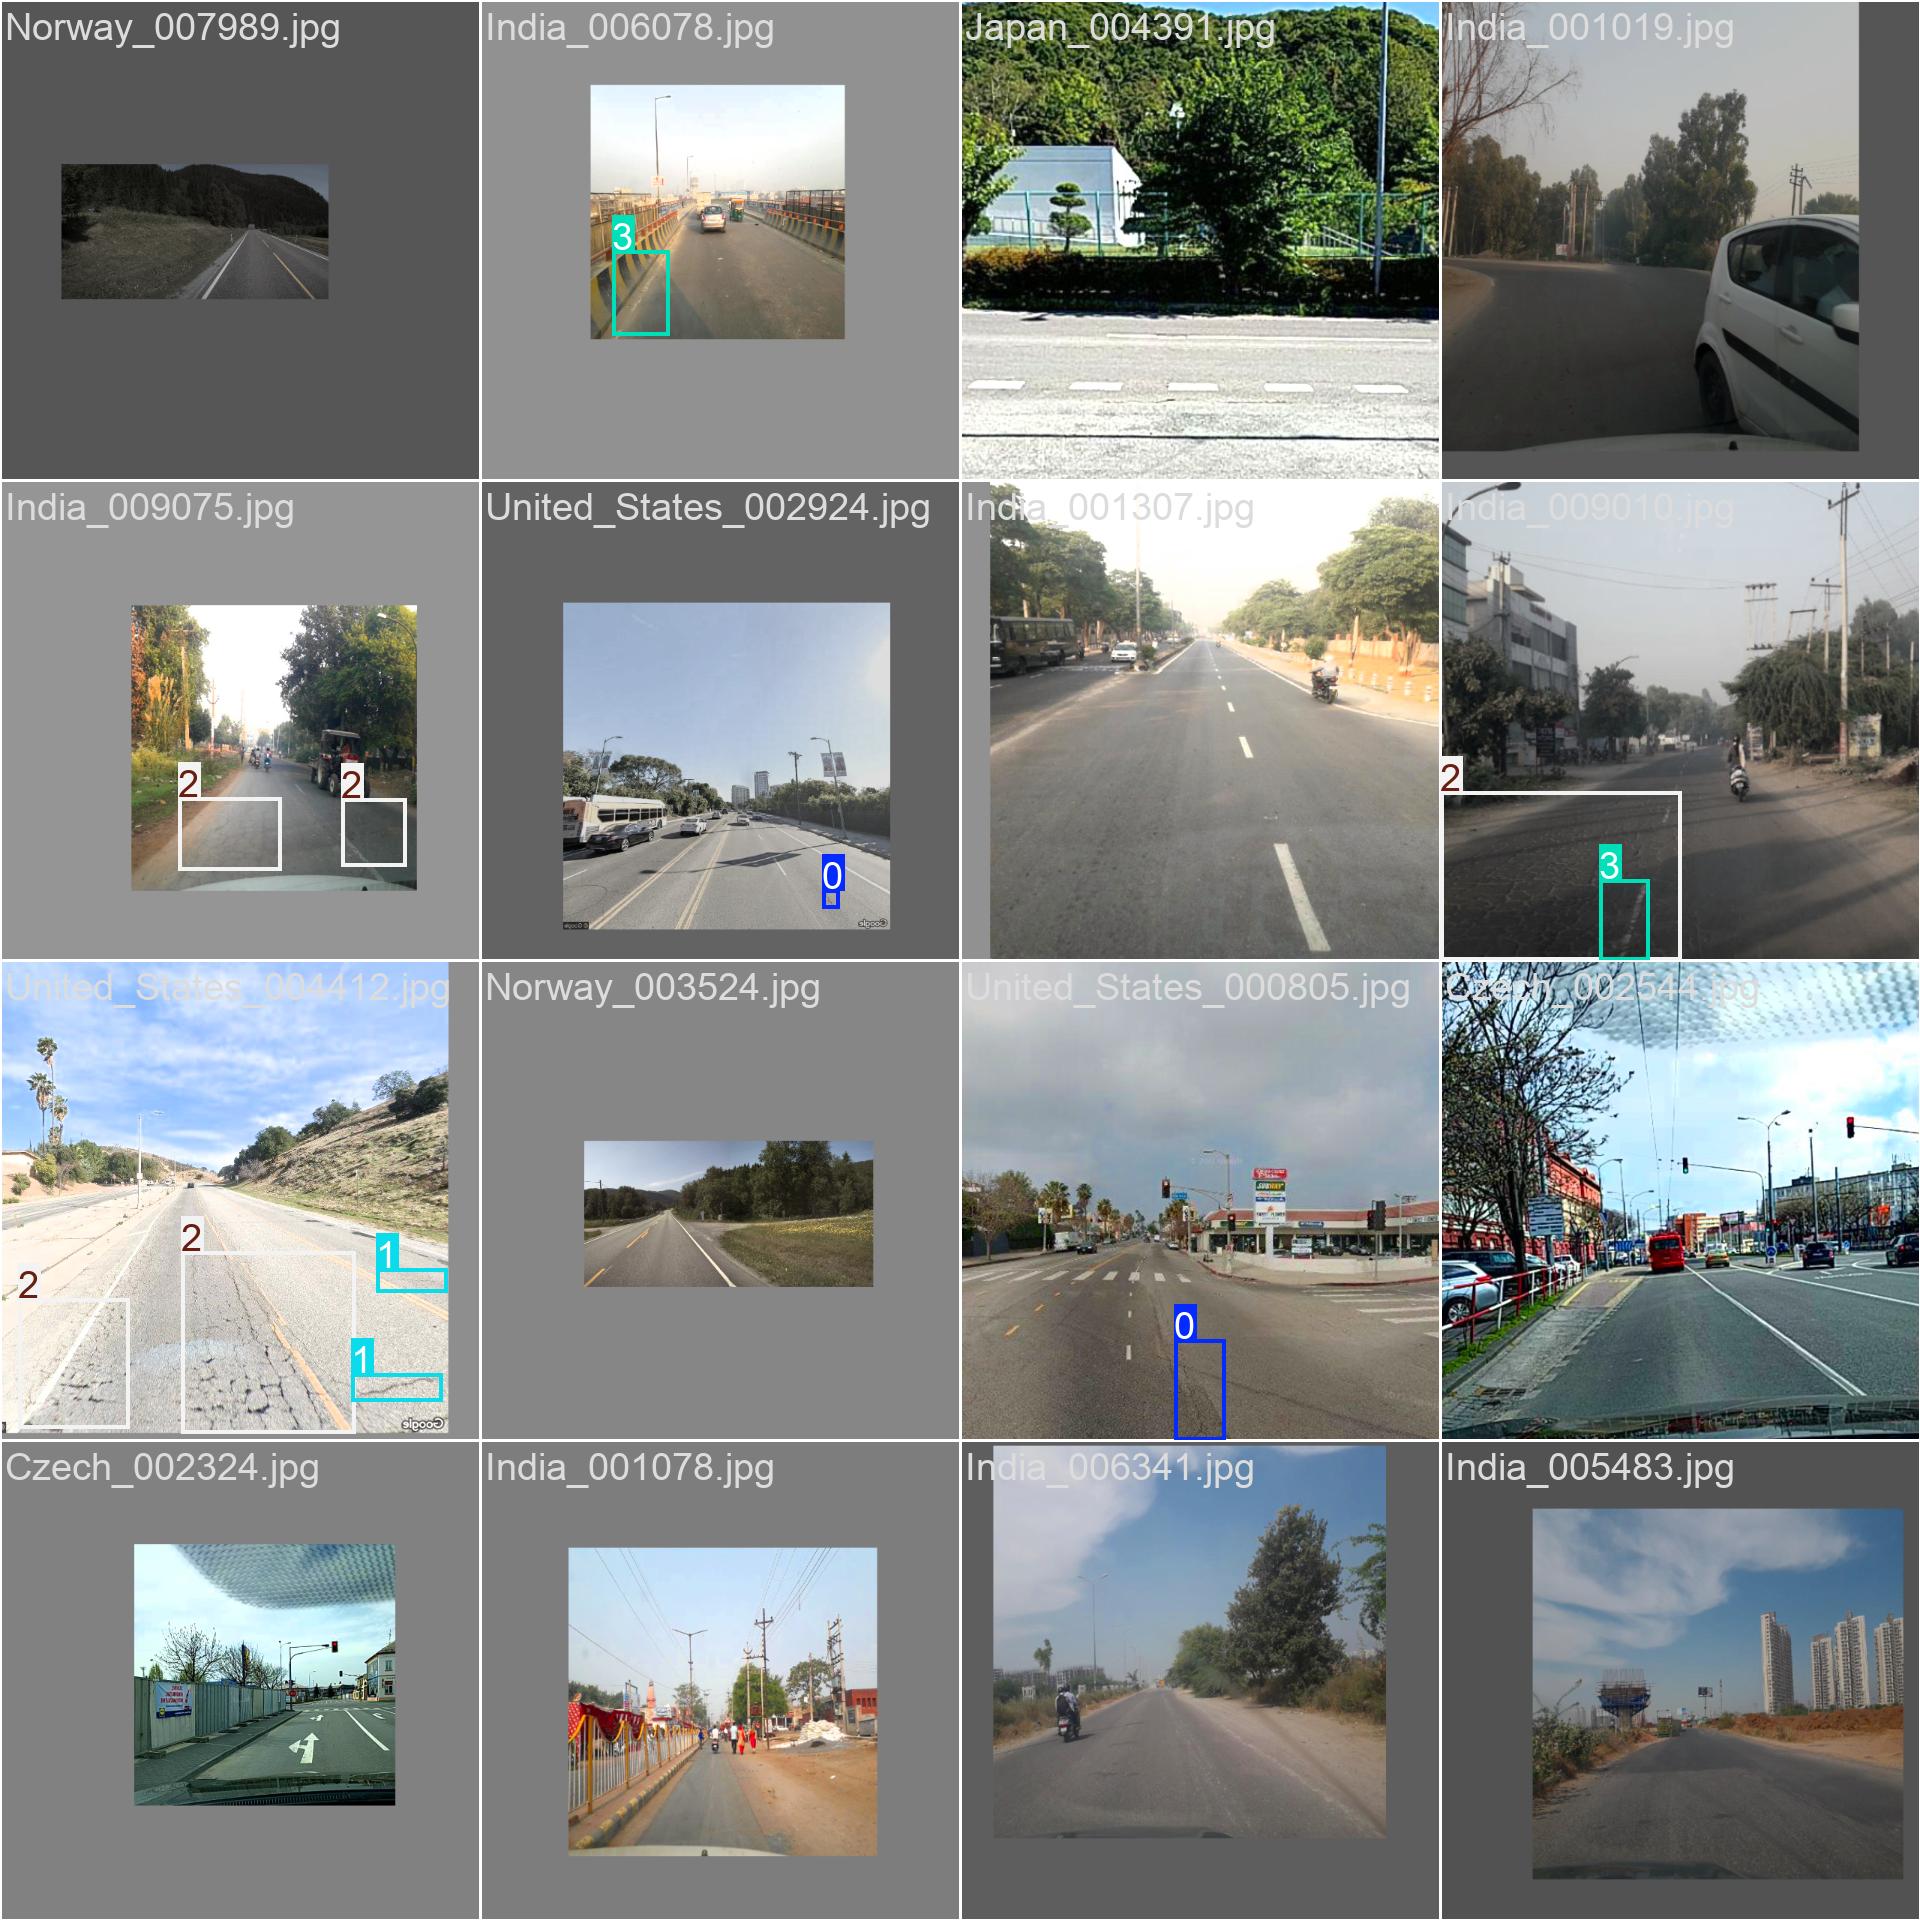 Norway_007989.jpg
India_006078.jpg
Japan_004391.jpg
India_001019.jpg
3
India_009075.jpg
United_States_002924.jpg
India_001307.jpg
India_009010.jpg
2
2
0
2
3
Google
United_States_004412.jpg
Norway_003524.jpg
United_States_000805.jpg
Czech_002544.jpg
2
1
2
1
0
SUBWAY
Google
Czech_002324.jpg
India_001078.jpg
India_006341.jpg
India_005483.jpg